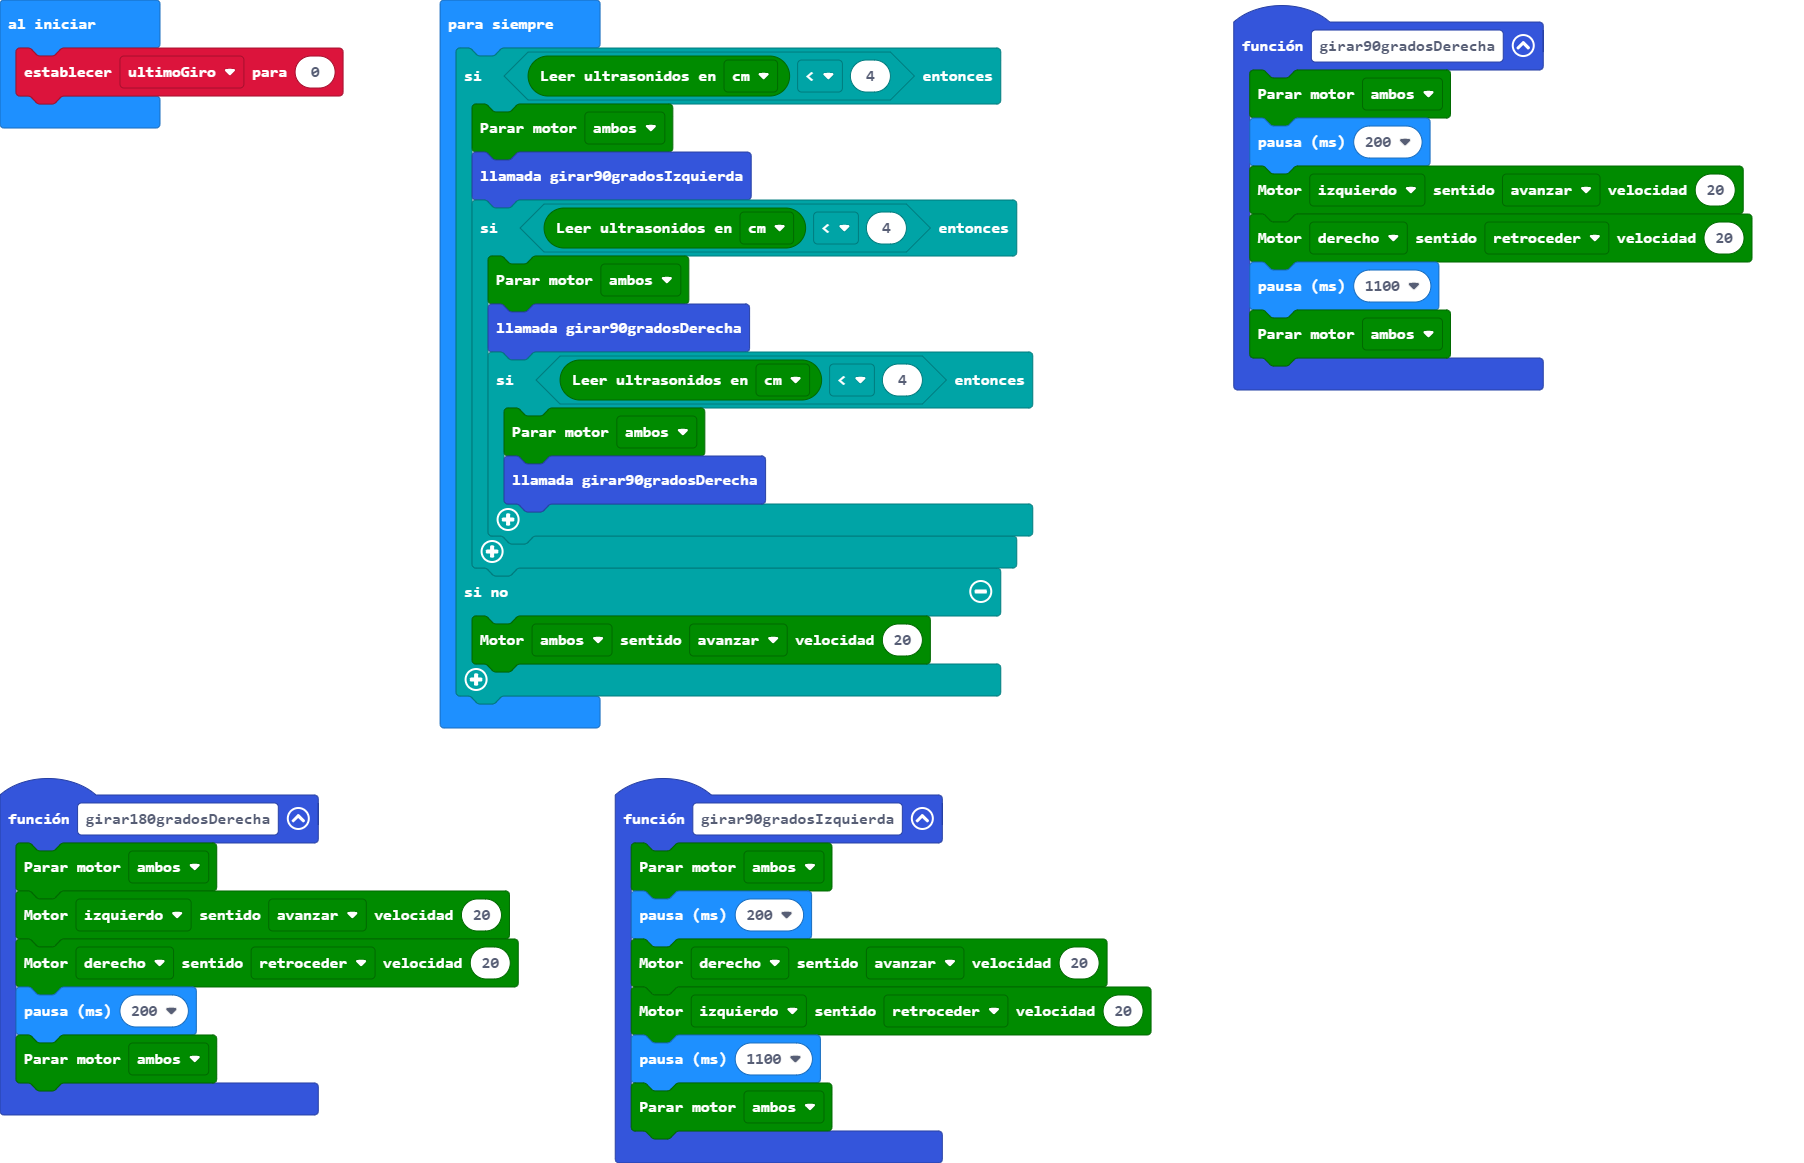 al iniciar
establecer ultimoGiro para 0
para siempre
si Leer ultrasonidos en cm < 4 entonces
Parar motor ambos
llamada girar90gradosIzquierda
si Leer ultrasonidos en cm < 4 entonces
Parar motor ambos
llamada girar90gradosDerecha
si Leer ultrasonidos en cm < 4 entonces
Parar motor ambos
llamada girar90gradosDerecha
si no
Motor ambos sentido avanzar velocidad 20
función girar90gradosDerecha
Parar motor ambos
pausa (ms) 200
Motor izquierdo sentido avanzar velocidad 20
Motor derecho sentido retroceder velocidad 20
pausa (ms) 1100
Parar motor ambos
función girar180gradosDerecha
Parar motor ambos
Motor izquierdo sentido avanzar velocidad 20
Motor derecho sentido retroceder velocidad 20
pausa (ms) 200
Parar motor ambos
función girar90gradosIzquierda
Parar motor ambos
pausa (ms) 200
Motor derecho sentido avanzar velocidad 20
Motor izquierdo sentido retroceder velocidad 20
pausa (ms) 1100
Parar motor ambos